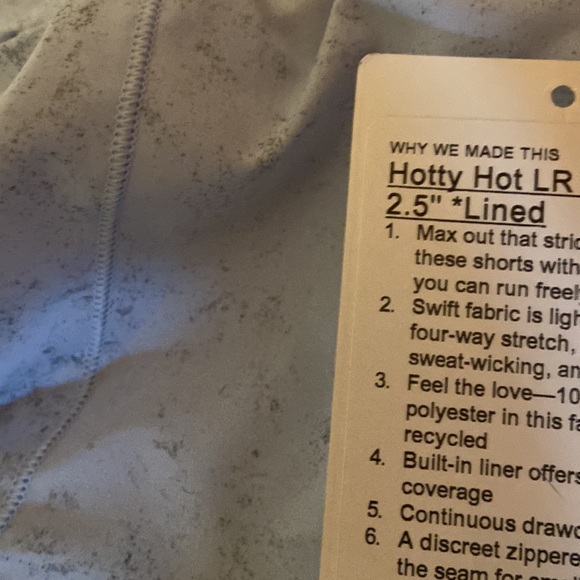 WHY WE MADE THIS
Hotty Hot LR
2.5" *Lined
1. Max out that
these shorts with
you can run
2. Swift fabric is
four-way stretch,
sweat-wicking,
3. Feel the love—10
polyester in this
recycled
4. Built-in liner offers
coverage
5. Continuous
6. A discreet
the seam for